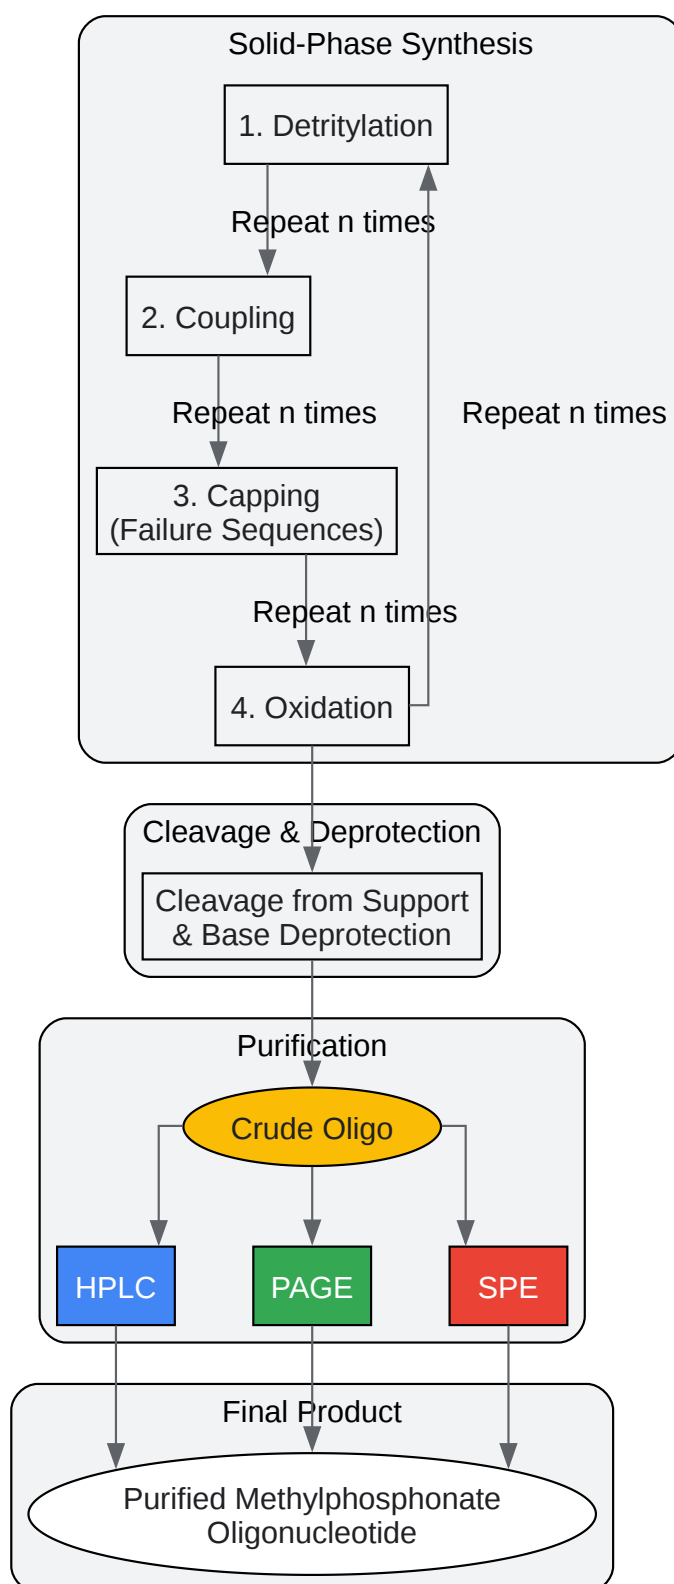 Solid-Phase Synthesis
1. Detritylation
Repeat n times
2. Coupling
Repeat n times
Repeat n times
3. Capping
(Failure Sequences)
Repeat n times
4. Oxidation
Cleavage & Deprotection
Cleavage from Support
& Base Deprotection
Purification
Crude Oligo
HPLC
PAGE
SPE
Final Product
Purified Methylphosphonate
Oligonucleotide